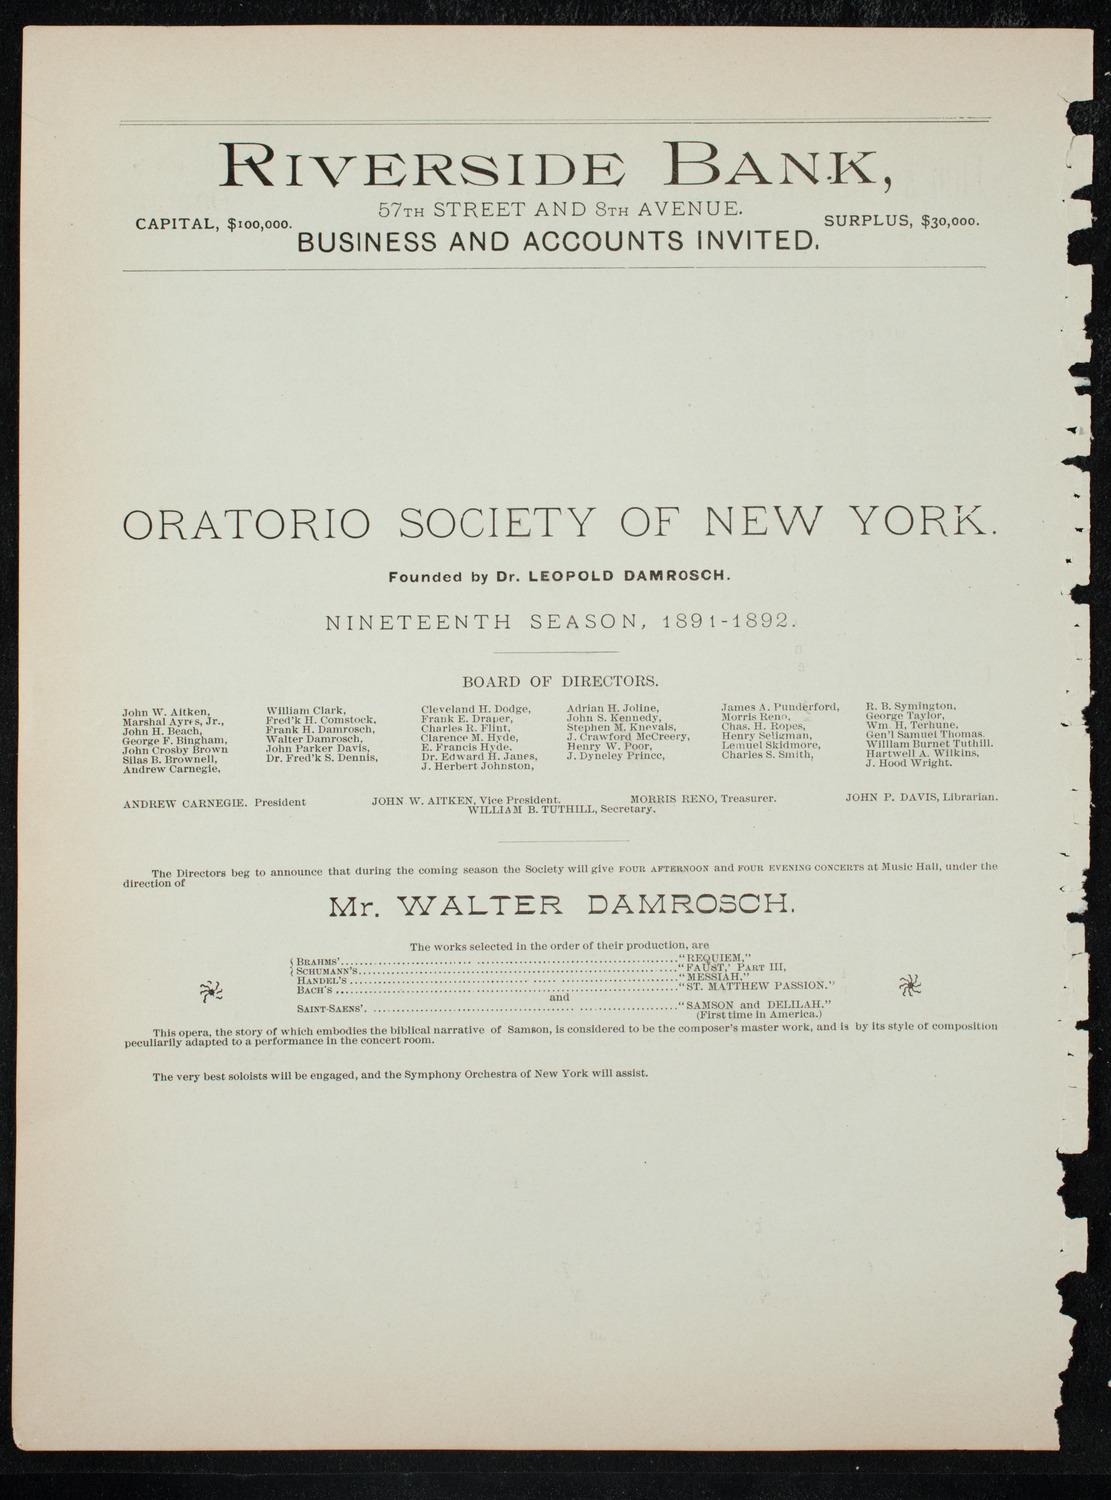 RIVERSIDE BANK,
57TH STREET AND 8TH AVENUE.
CAPITAL, $100,000.
SURPLUS, $30,000.
BUSINESS AND ACCOUNTS INVITED.
ORATORIO SOCIETY OF NEW YORK.
Founded by Dr. LEOPOLD DAMROSCH.
NINETEENTH SEASON, 1891-1892.
BOARD OF DIRECTORS.
John W. Aitken,
Marshal Ayres, Jr.,
John H. Beach,
George F. Bingham,
John Crosby Brown
Silas B. Brownell,
Andrew Carnegie,
William Clark,
Fred'k H. Comstock,
Frank H. Damrosch,
Walter Damrosch,
John Parker Davis,
Dr. Fred'k S. Dennis,
Cleveland H. Dodge,
Frank E. Draper,
Charles R. Flint,
Clarence M. Hyde,
E. Francis Hyde,
Dr. Edward H. Janes,
J. Herbert Johnston,
Adrian H. Joline,
John S. Kennedy,
Stephen M. Knevals,
J. Crawford McCreery,
Henry W. Poor,
J. Dyneley Prince,
James A. Punderford,
Morris Reno,
Chas. H. Ropes,
Henry Seligman,
Lemuel Skidmore,
Charles S. Smith,
R. B. Symington,
George Taylor,
Wm. H, Terhune,
Gen'l Samuel Thomas.
William Burnet Tuthill.
Hartwell A. Wilkins,
J. Hood Wright.
ANDREW CARNEGIE. President JOHN W. AITKEN, Vice President. MORRIS RENO, Treasurer. JOHN P. DAVIS, Librarian.
WILLIAM B. TUTHILL, Secretary.
The Directors beg to announce that during the coming season the Society will give FOUR AFTERNOON and FOUR EVENING CONCERTS at Music Hall, under the
direction of
Mr. WALTER DAMROSCH.
The works selected in the order of their production, are
{ BRAHMS'........ "REQUIEM,"
{ SCHUMANN'S........ "FAUST,' PART III,
HANDEL'S........ "MESSIAH,"
BACH'S........ "ST. MATTHEW PASSION."
and
SAINT-SAENS'. ........ "SAMSON and DELILAH."
(First time in America.)
This opera, the story of which embodies the biblical narrative of Samson, is considered to be the composer's master work, and is by its style of composition
peculiarily adapted to a performance in the concert room.
The very best soloists will be engaged, and the Symphony Orchestra of New York will assist.